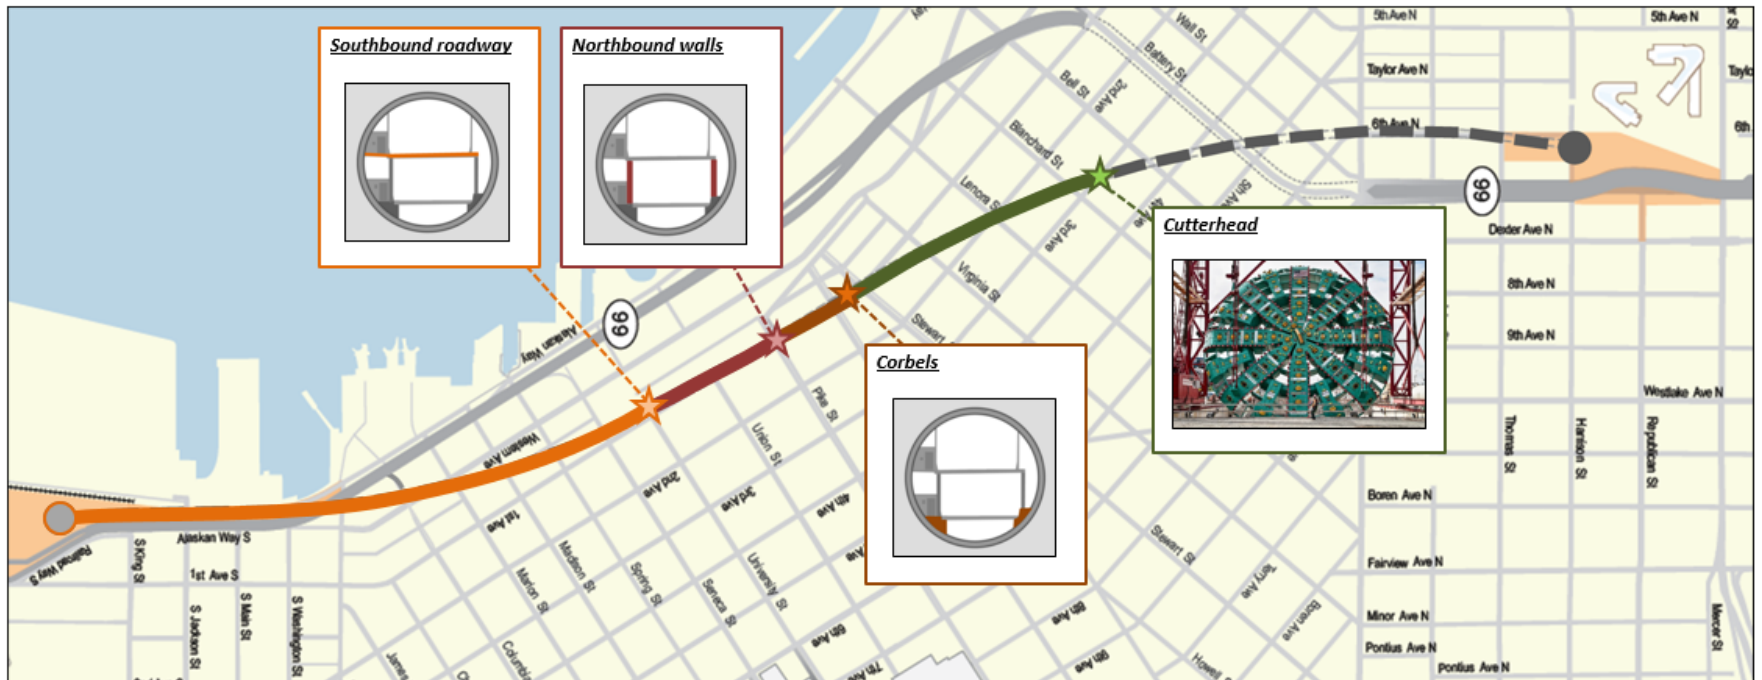 Southbound roadway
Northbound walls
Cutterhead
Corbels
Wall St
Battery St
Bell St
2nd Ave
Blanchard St
Lenora St
3rd Ave
Virginia St
Stewart
5th Ave
5th Ave N
5th Ave N
Taylor Ave N
6th Ave N
6th
99
Dexter Ave N
8th Ave N
9th Ave N
Westlake Ave N
Thomas St
Harrison St
Republican St
Boren Ave N
Fairview Ave N
Minor Ave N
Pontius Ave N
Pontius Ave N
Mercer St
99
Alaskan Way
Western Ave
Pike St
Union St
1st Ave
2nd Ave
3rd Ave
4th Ave
Ave
Marion St
Madison St
Spring St
Seneca St
University St
6th Ave
7th Ave
8th Ave
9th Ave
Stewart St
Terry Ave
Boren Ave
Howell
Railroad Way S
Alaskan Way S
1st Ave S
S King St
S Jackson St
S Main St
S Washington St
James
Columbia